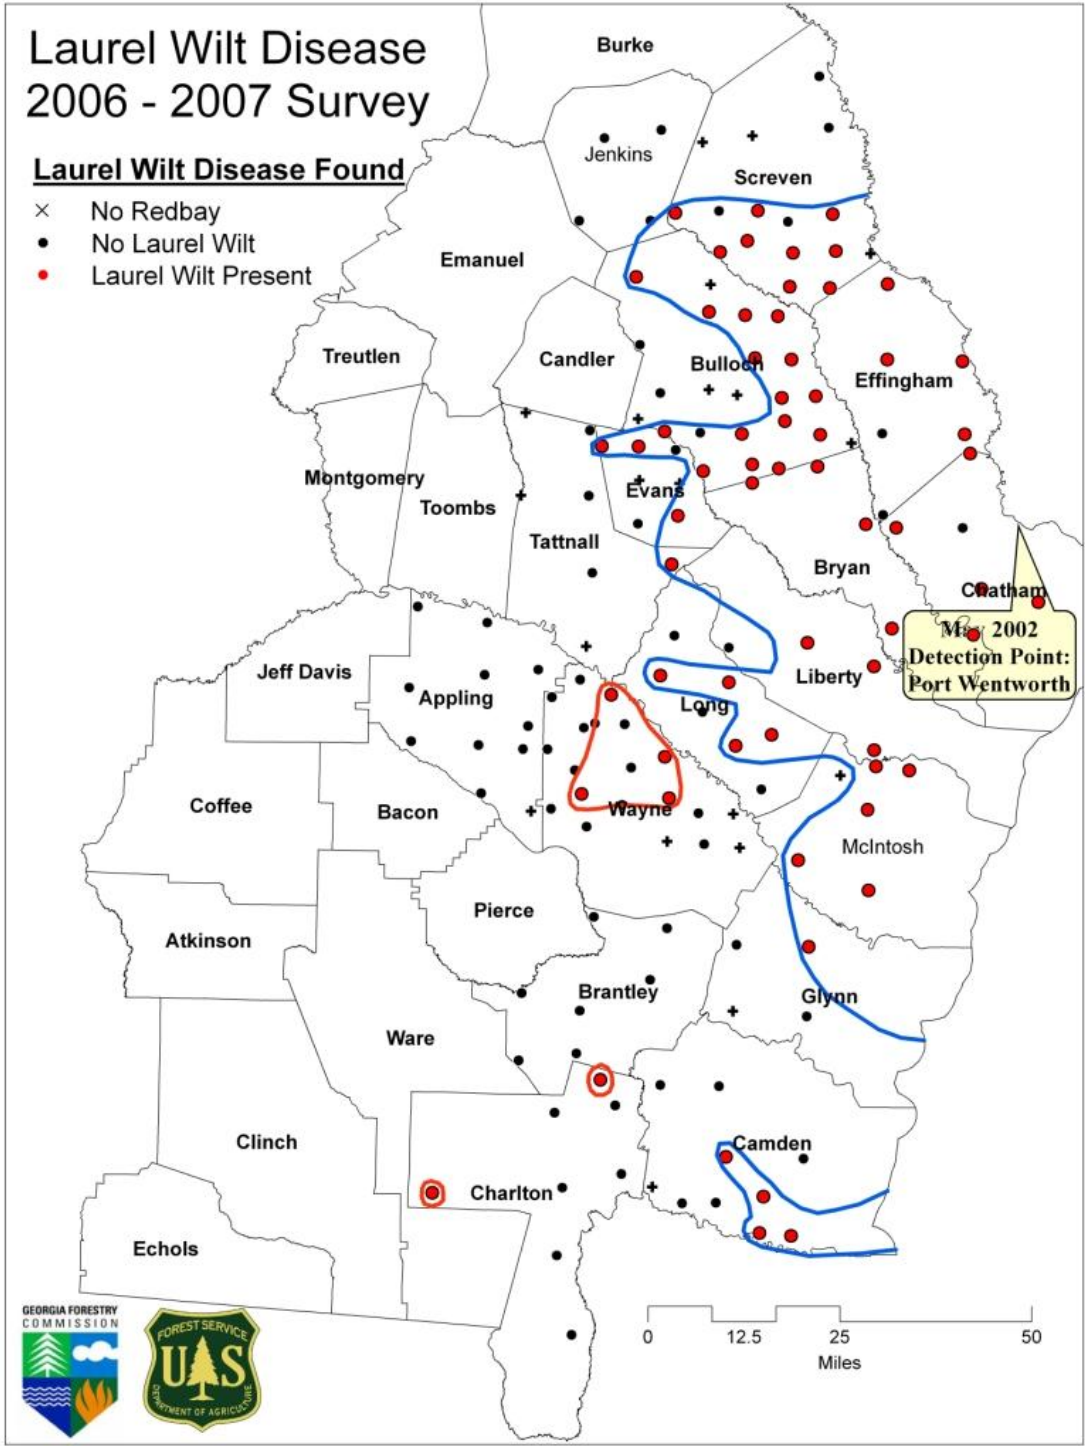 Laurel Wilt Disease
2006 - 2007 Survey
Laurel Wilt Disease Found
No Redbay
No Laurel Wilt
Laurel Wilt Present
Burke
Jenkins
Screven
Emanuel
Treutlen
Candler
Bulloch
Effingham
Montgomery
Toombs
Evans
Tattnall
Bryan
Chatham
May 2002
Detection Point:
Port Wentworth
Jeff Davis
Appling
Long
Liberty
Coffee
Bacon
Wayne
McIntosh
Pierce
Atkinson
Brantley
Glynn
Ware
Clinch
Camden
Charlton
Echols
GEORGIA FORESTRY
COMMISSION
FOREST SERVICE
U S
DEPARTMENT OF AGRICULTURE
0 12.5 25 50
Miles